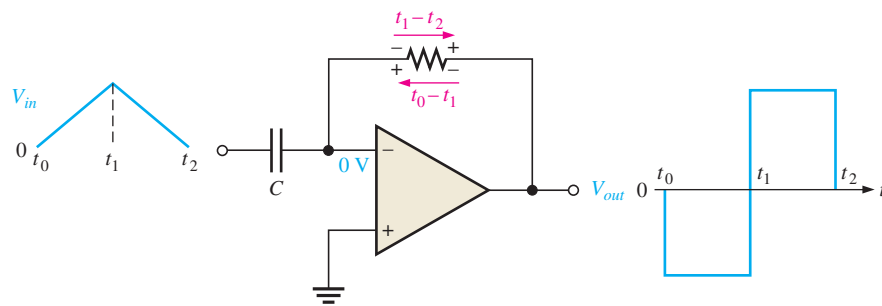 t1 – t2
– +
+ –
t0 – t1
Vin
0 t0 t1 t2
C
0 V
–
+
Vout
0 t0 t1 t2 t